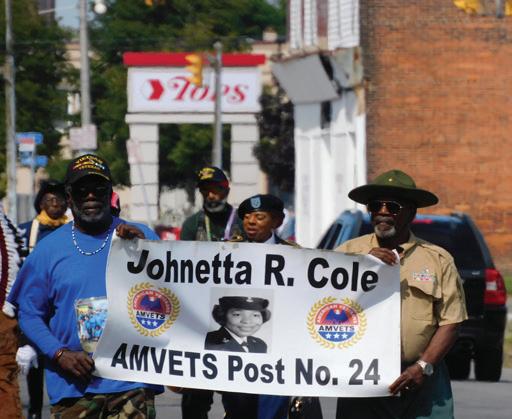 Tops
Johnetta R. Cole
AMVETS
AMVETS
AMVETS Post No. 24